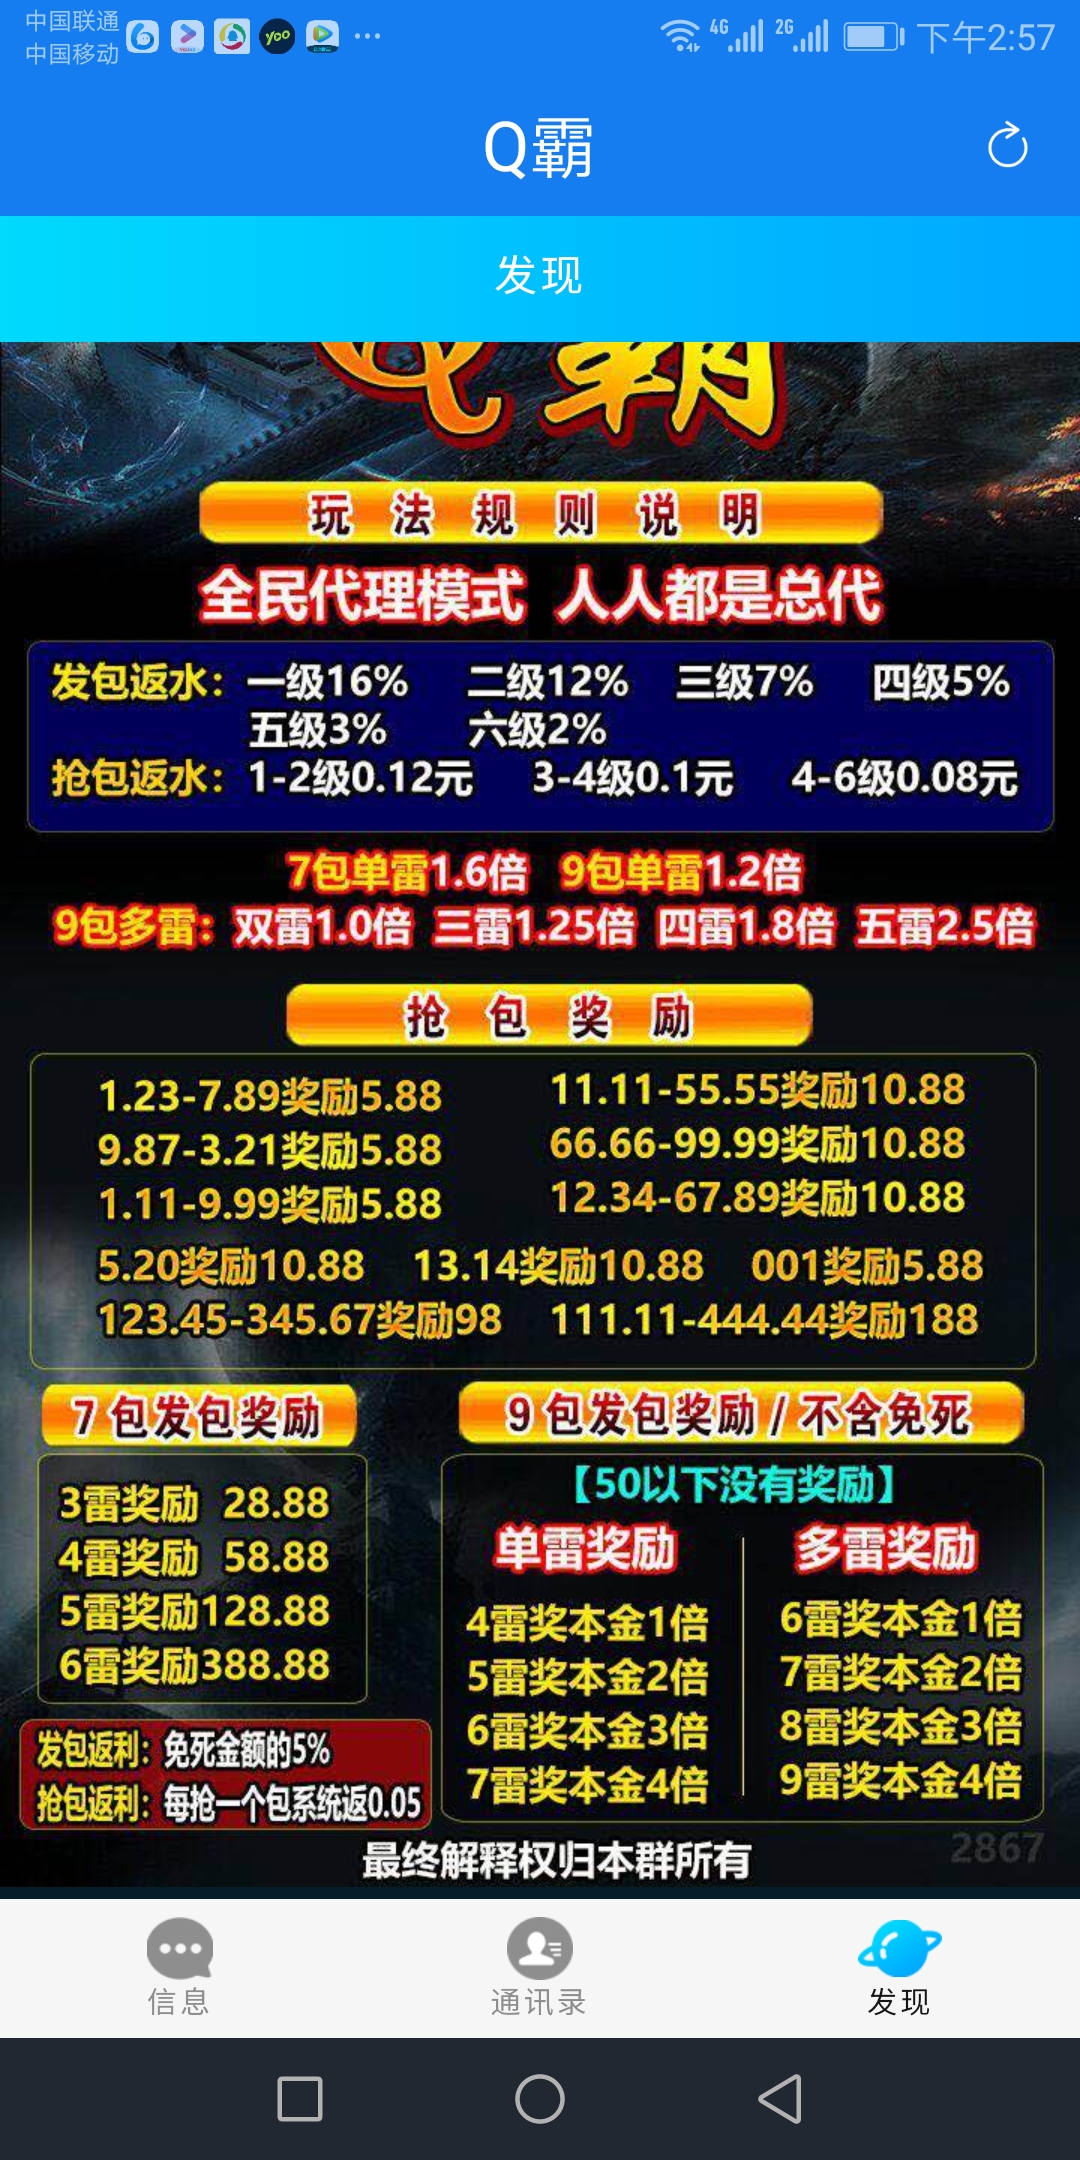 中国联通
中国移动
yoo
4G
2G
下午2:57
Q霸
发现
Q霸
玩法规则说明
全民代理模式 人人都是总代
发包返水：一级16% 二级12% 三级7% 四级5%
五级3% 六级2%
抢包返水：1-2级0.12元 3-4级0.1元 4-6级0.08元
7包单雷1.6倍 9包单雷1.2倍
9包多雷：双雷1.0倍 三雷1.25倍 四雷1.8倍 五雷2.5倍
抢包奖励
1.23-7.89奖励5.88 11.11-55.55奖励10.88
9.87-3.21奖励5.88 66.66-99.99奖励10.88
1.11-9.99奖励5.88 12.34-67.89奖励10.88
5.20奖励10.88 13.14奖励10.88 001奖励5.88
123.45-345.67奖励98 111.11-444.44奖励188
7包发包奖励
3雷奖励 28.88
4雷奖励 58.88
5雷奖励128.88
6雷奖励388.88
发包返利：免死金额的5%
抢包返利：每抢一个包系统返0.05
9包发包奖励/不含免死
【50以下没有奖励】
单雷奖励
4雷奖本金1倍
5雷奖本金2倍
6雷奖本金3倍
7雷奖本金4倍
多雷奖励
6雷奖本金1倍
7雷奖本金2倍
8雷奖本金3倍
9雷奖本金4倍
2867
最终解释权归本群所有
信息
通讯录
发现